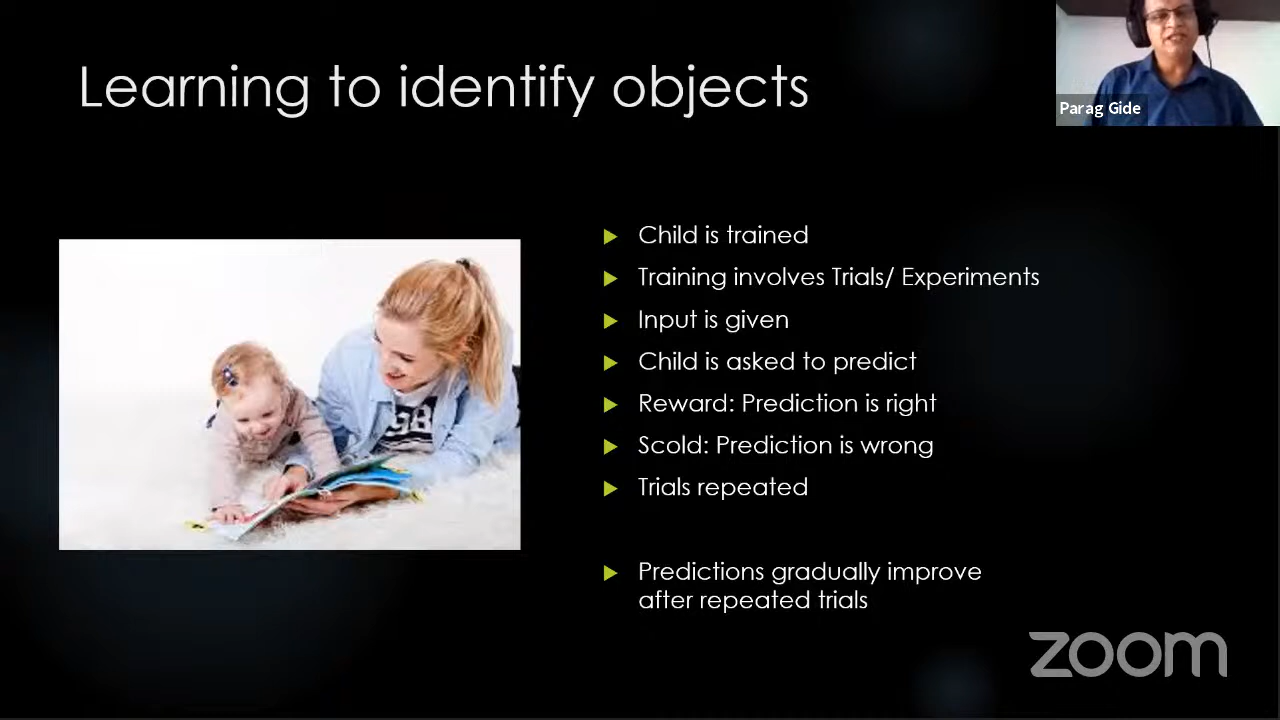 Learning to identify objects
Parag Gide
Child is trained
Training involves Trials/ Experiments
Input is given
Child is asked to predict
Reward: Prediction is right
Scold: Prediction is wrong
Trials repeated
Predictions gradually improve
after repeated trials
98
zoom